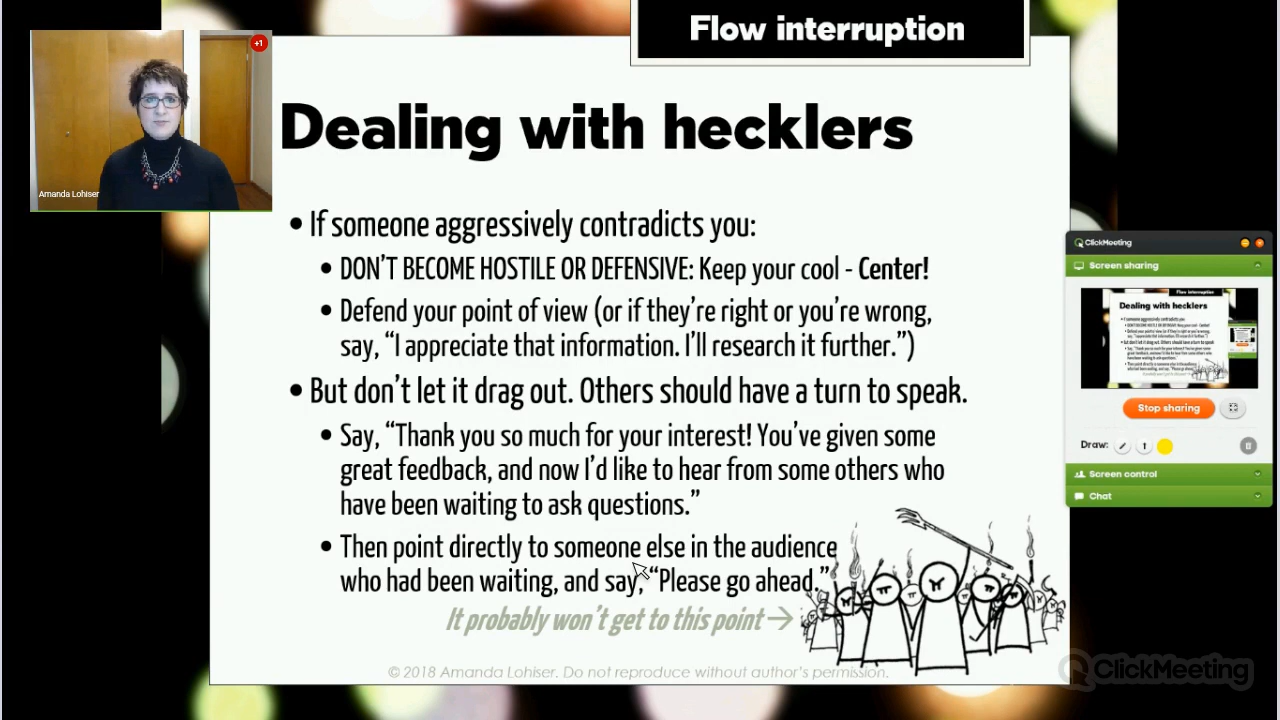 Flow interruption
+1
Amanda Lohiser
Dealing with hecklers
• If someone aggressively contradicts you:
• DON'T BECOME HOSTILE OR DEFENSIVE: Keep your cool - Center!
• Defend your point of view (or if they're right or you're wrong,
say, “I appreciate that information. I'll research it further.”)
• But don't let it drag out. Others should have a turn to speak.
• Say, “Thank you so much for your interest! You've given some
great feedback, and now I'd like to hear from some others who
have been waiting to ask questions.”
• Then point directly to someone else in the audience
who had been waiting, and say, “Please go ahead.”
It probably won't get to this point →
© 2018 Amanda Lohiser. Do not reproduce without author's permission.
ClickMeeting
Screen sharing
Flow interruption
Dealing with hecklers
Stop sharing
Draw:
Screen control
Chat
ClickMeeting